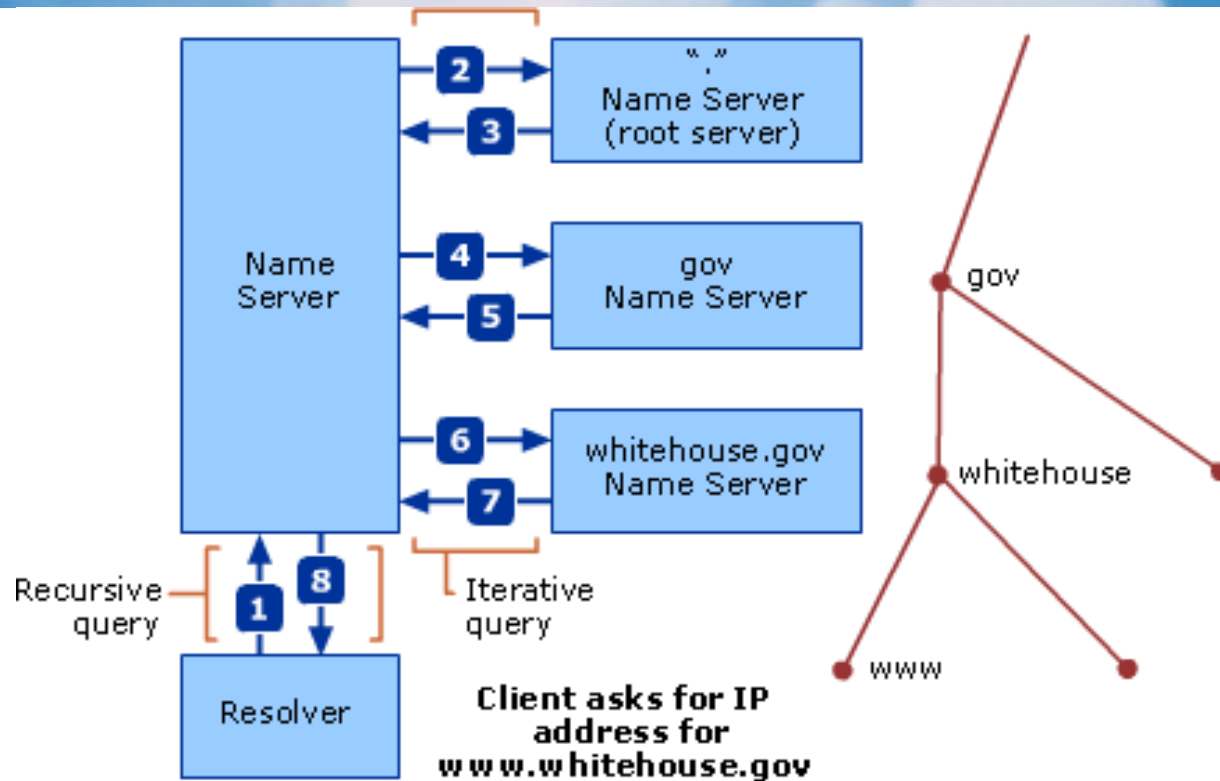 2
3
"."
Name Server
(root server)
Name
Server
4
5
gov
Name Server
6
7
whitehouse.gov
Name Server
Recursive
query
1
8
Iterative
query
Resolver
Client asks for IP
address for
www.whitehouse.gov
gov
whitehouse
www